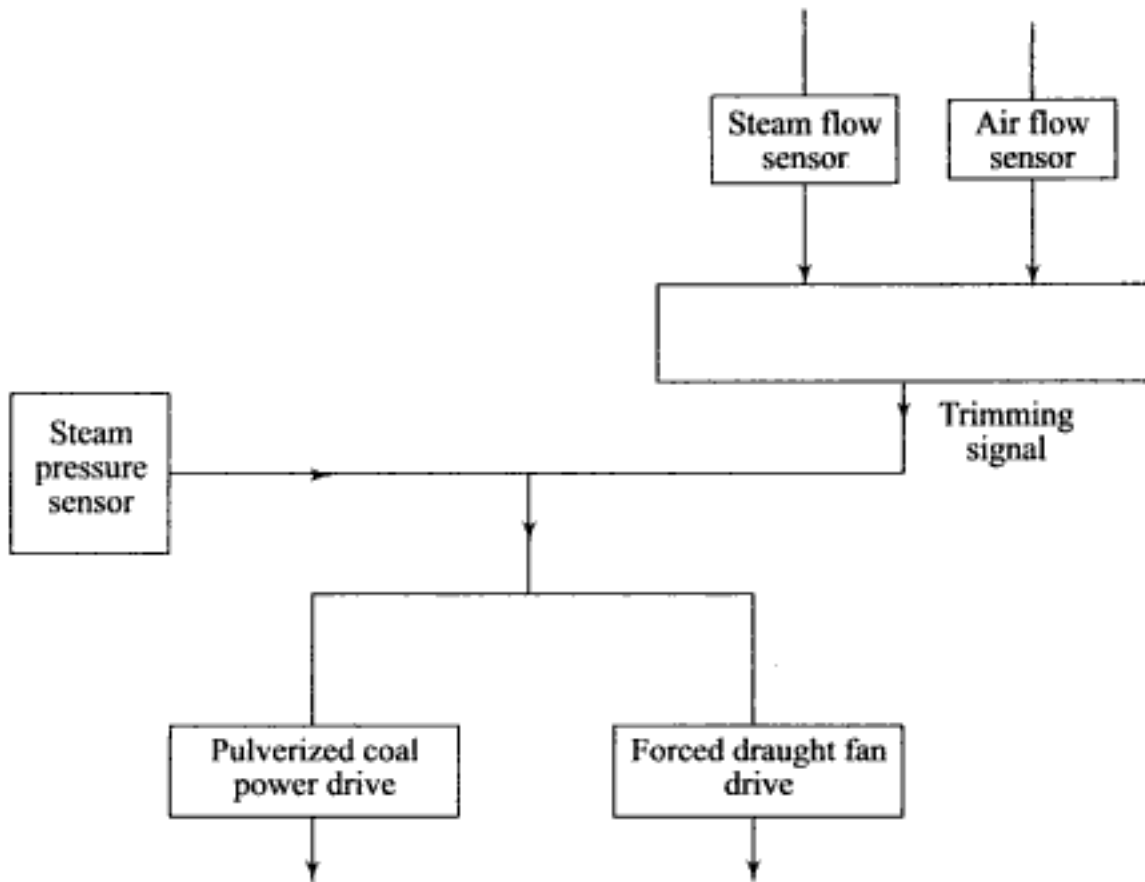 Steam flow
sensor
Air flow
sensor
Trimming
signal
Steam
pressure
sensor
Pulverized coal
power drive
Forced draught fan
drive